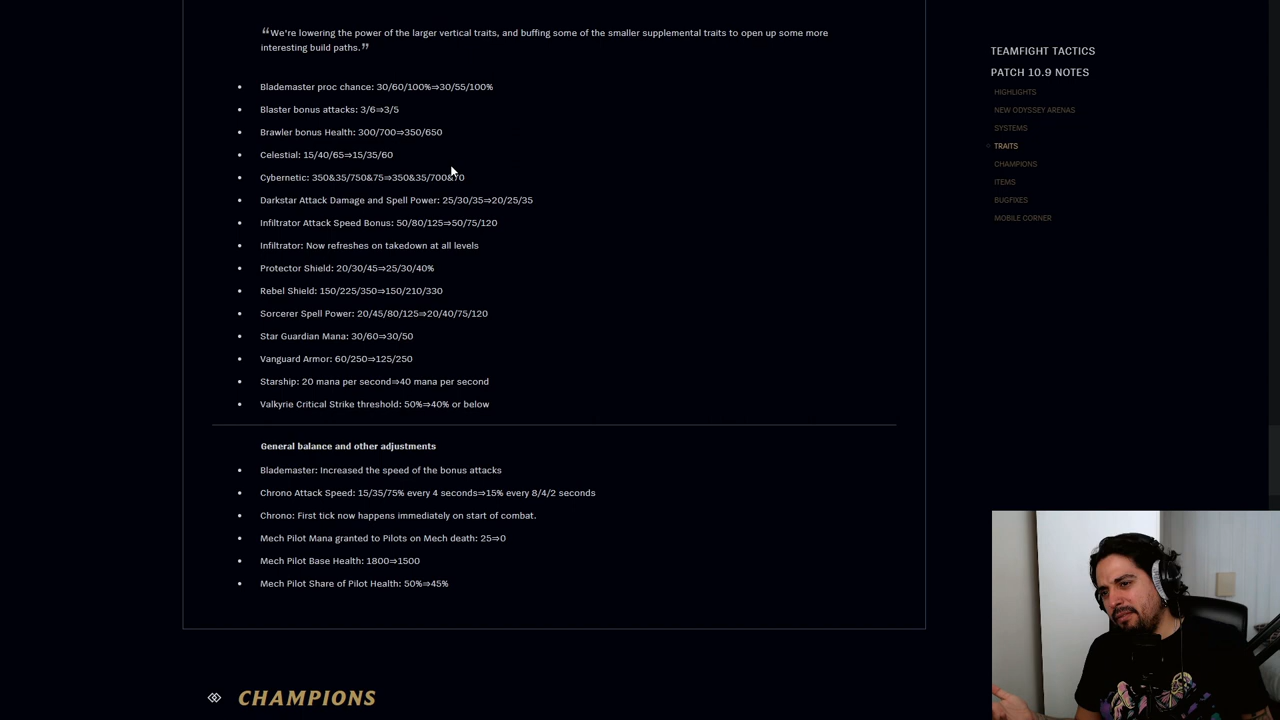 “We're lowering the power of the larger vertical traits, and buffing some of the smaller supplemental traits to open up some more
interesting build paths.”
• Blademaster proc chance: 30/60/100%⇒30/55/100%
• Blaster bonus attacks: 3/6⇒3/5
• Brawler bonus Health: 300/700⇒350/650
• Celestial: 15/40/65⇒15/35/60
• Cybernetic: 350&35/750&75⇒350&35/700&70
• Darkstar Attack Damage and Spell Power: 25/30/35⇒20/25/35
• Infiltrator Attack Speed Bonus: 50/80/125⇒50/75/120
• Infiltrator: Now refreshes on takedown at all levels
• Protector Shield: 20/30/45⇒25/30/40%
• Rebel Shield: 150/225/350⇒150/210/330
• Sorcerer Spell Power: 20/45/80/125⇒20/40/75/120
• Star Guardian Mana: 30/60⇒30/50
• Vanguard Armor: 60/250⇒125/250
• Starship: 20 mana per second⇒40 mana per second
• Valkyrie Critical Strike threshold: 50%⇒40% or below
General balance and other adjustments
• Blademaster: Increased the speed of the bonus attacks
• Chrono Attack Speed: 15/35/75% every 4 seconds⇒15% every 8/4/2 seconds
• Chrono: First tick now happens immediately on start of combat.
• Mech Pilot Mana granted to Pilots on Mech death: 25⇒0
• Mech Pilot Base Health: 1800⇒1500
• Mech Pilot Share of Pilot Health: 50%⇒45%
CHAMPIONS
TEAMFIGHT TACTICS
PATCH 10.9 NOTES
HIGHLIGHTS
NEW ODYSSEY ARENAS
SYSTEMS
TRAITS
CHAMPIONS
ITEMS
BUGFIXES
MOBILE CORNER